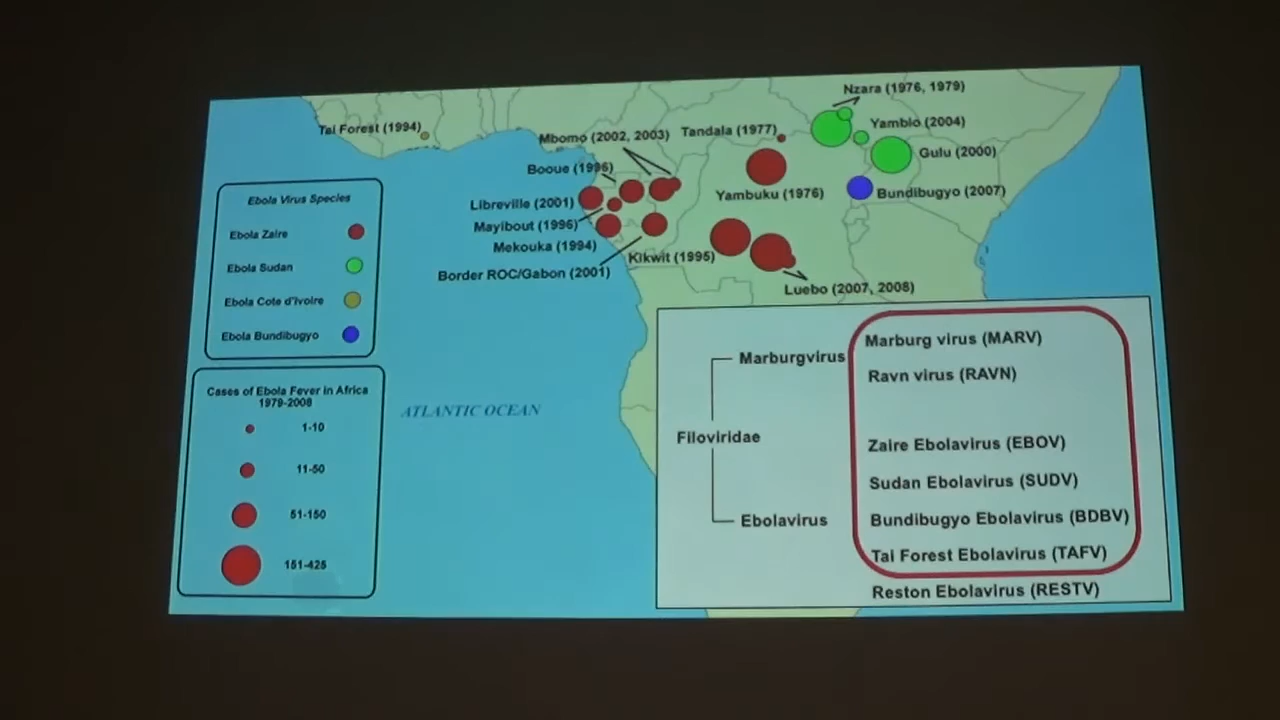 Nzara (1976, 1979)
Tai Forest (1994)
Mbomo (2002, 2003)
Tandala (1977)
Yambio (2004)
Booue (1996)
Gulu (2000)
Libreville (2001)
Yambuku (1976)
Bundibugyo (2007)
Mayibout (1996)
Mekouka (1994)
Kikwit (1995)
Border ROC/Gabon (2001)
Luebo (2007, 2008)
Ebola Virus Species
Ebola Zaire
Ebola Sudan
Ebola Cote d'Ivoire
Ebola Bundibugyo
Cases of Ebola Fever in Africa
1979-2008
1-10
11-50
51-150
151-425
ATLANTIC OCEAN
Filoviridae
Marburgvirus
Ebolavirus
Marburg virus (MARV)
Ravn virus (RAVN)
Zaire Ebolavirus (EBOV)
Sudan Ebolavirus (SUDV)
Bundibugyo Ebolavirus (BDBV)
Tai Forest Ebolavirus (TAFV)
Reston Ebolavirus (RESTV)